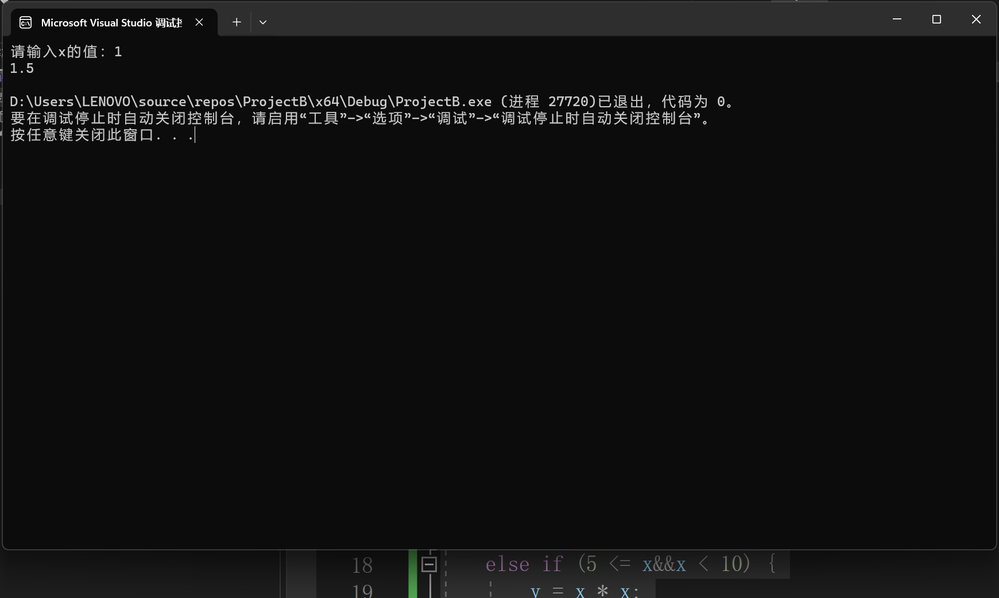 Microsoft Visual Studio 调试
请输入x的值：1
1.5
D:\Users\LENOVO\source\repos\ProjectB\x64\Debug\ProjectB.exe (进程 27720)已退出，代码为 0。
要在调试停止时自动关闭控制台，请启用“工具”->“选项”->“调试”->“调试停止时自动关闭控制台”。
按任意键关闭此窗口. . .
18 else if (5 <= x&&x < 10) {
19 y = x * x;